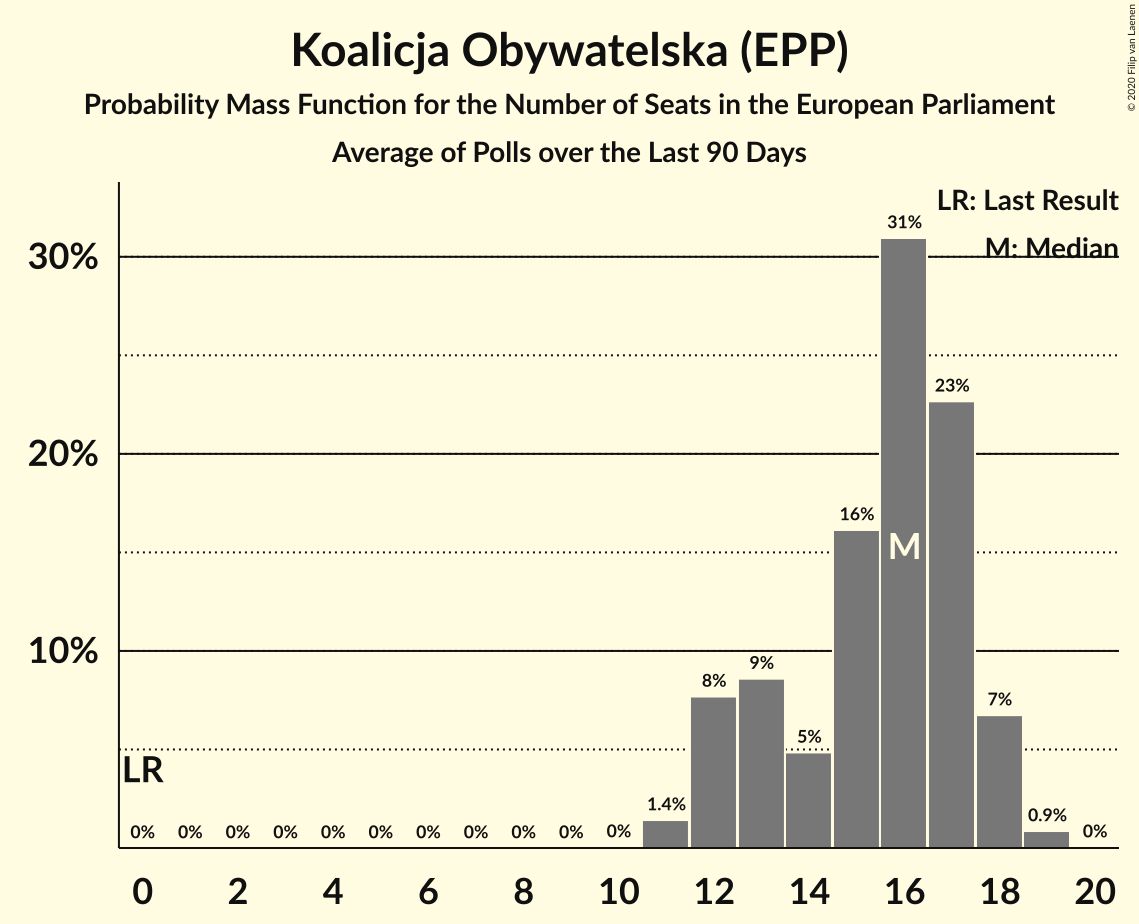 Koalicja Obywatelska (EPP)
Probability Mass Function for the Number of Seats in the European Parliament
Average of Polls over the Last 90 Days
© 2020 Filip van Laenen
LR: Last Result
M: Median
31%
30%
23%
20%
16%
M
10%
9%
8%
7%
5%
LR
1.4%
0.9%
0% 0% 0% 0% 0% 0% 0% 0% 0% 0% 0% 0%
0 2 4 6 8 10 12 14 16 18 20